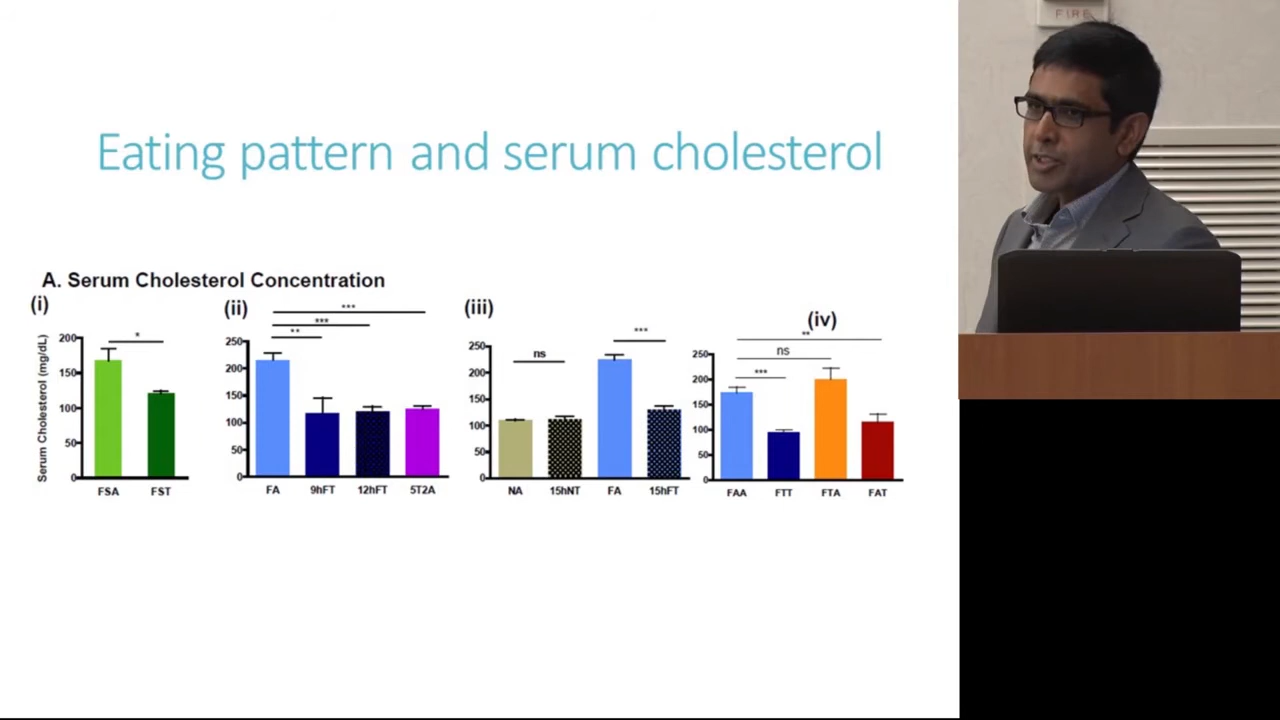 FIRE
Eating pattern and serum cholesterol
A. Serum Cholesterol Concentration
(i)
Serum Cholesterol (mg/dL)
200
150
100
50
0
*
FSA FST
(ii)
***
***
**
250
200
150
100
50
0
FA 9hFT 12hFT 5T2A
(iii)
ns
***
250
200
150
100
50
0
NA 15hNT FA 15hFT
(iv)
**
ns
***
250
200
150
100
50
0
FAA FTT FTA FAT